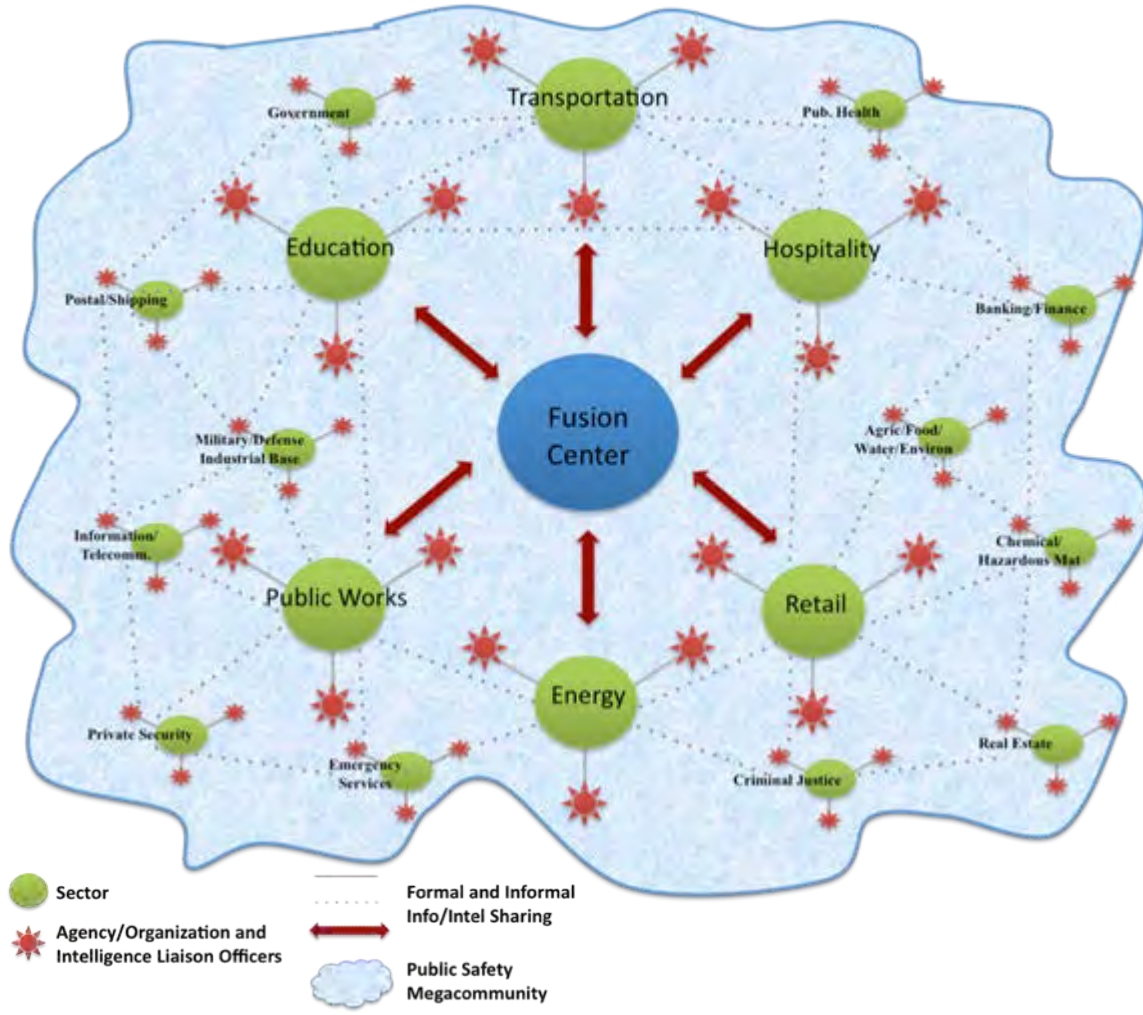 Transportation
Government
Pub. Health
Education
Hospitality
Postal/Shipping
Banking/Finance
Fusion
Center
Military/Defense
Industrial Base
Agric/Food/
Water/Environ
Information/
Telecomm.
Chemical/
Hazardous Mat
Public Works
Retail
Energy
Private Security
Emergency
Services
Criminal Justice
Real Estate
Sector
Agency/Organization and
Intelligence Liaison Officers
Formal and Informal
Info/Intel Sharing
Public Safety
Megacommunity